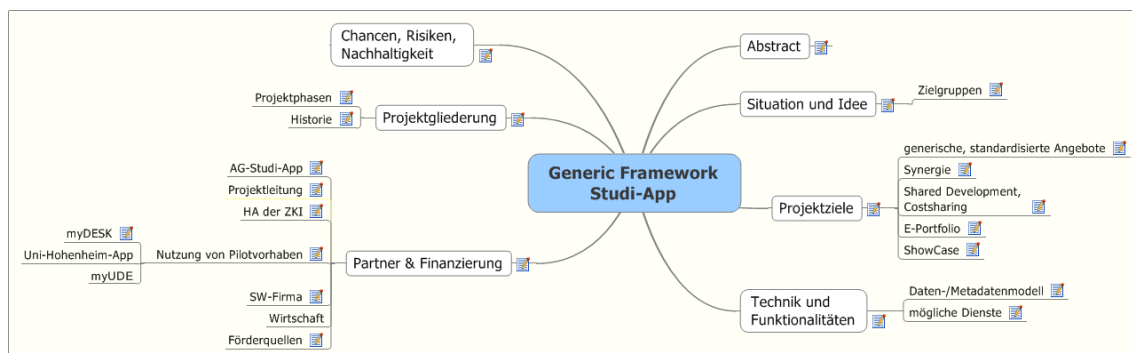 Generic Framework
Studi-App
Abstract
Situation und Idee
Zielgruppen
Projektziele
generische, standardisierte Angebote
Synergie
Shared Development,
Costsharing
E-Portfolio
ShowCase
Technik und
Funktionalitäten
Daten-/Metadatenmodell
mögliche Dienste
Chancen, Risiken,
Nachhaltigkeit
Projektgliederung
Projektphasen
Historie
Partner & Finanzierung
AG-Studi-App
Projektleitung
HA der ZKI
Nutzung von Pilotvorhaben
myDESK
Uni-Hohenheim-App
myUDE
SW-Firma
Wirtschaft
Förderquellen